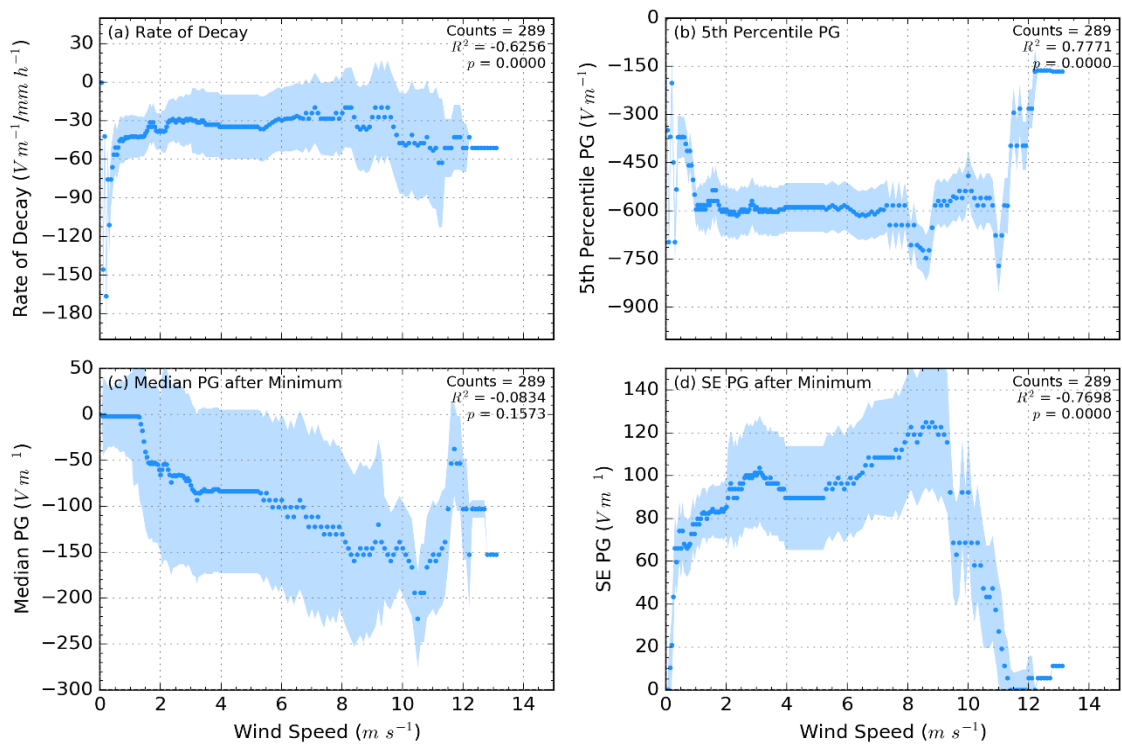 (a) Rate of Decay
Counts = 289
R² = -0.6256
p = 0.0000
30
0
−30
−60
−90
−120
−150
−180
Rate of Decay (V m⁻¹/mm h⁻¹)
(b) 5th Percentile PG
Counts = 289
R² = 0.7771
p = 0.0000
0
−150
−300
−450
−600
−750
−900
5th Percentile PG (V m⁻¹)
(c) Median PG after Minimum
Counts = 289
R² = -0.0834
p = 0.1573
50
0
−50
−100
−150
−200
−250
−300
Median PG (V m ¹)
0 2 4 6 8 10 12 14
Wind Speed (m s⁻¹)
(d) SE PG after Minimum
Counts = 289
R² = -0.7698
p = 0.0000
140
120
100
80
60
40
20
0
SE PG (V m ¹)
0 2 4 6 8 10 12 14
Wind Speed (m s⁻¹)